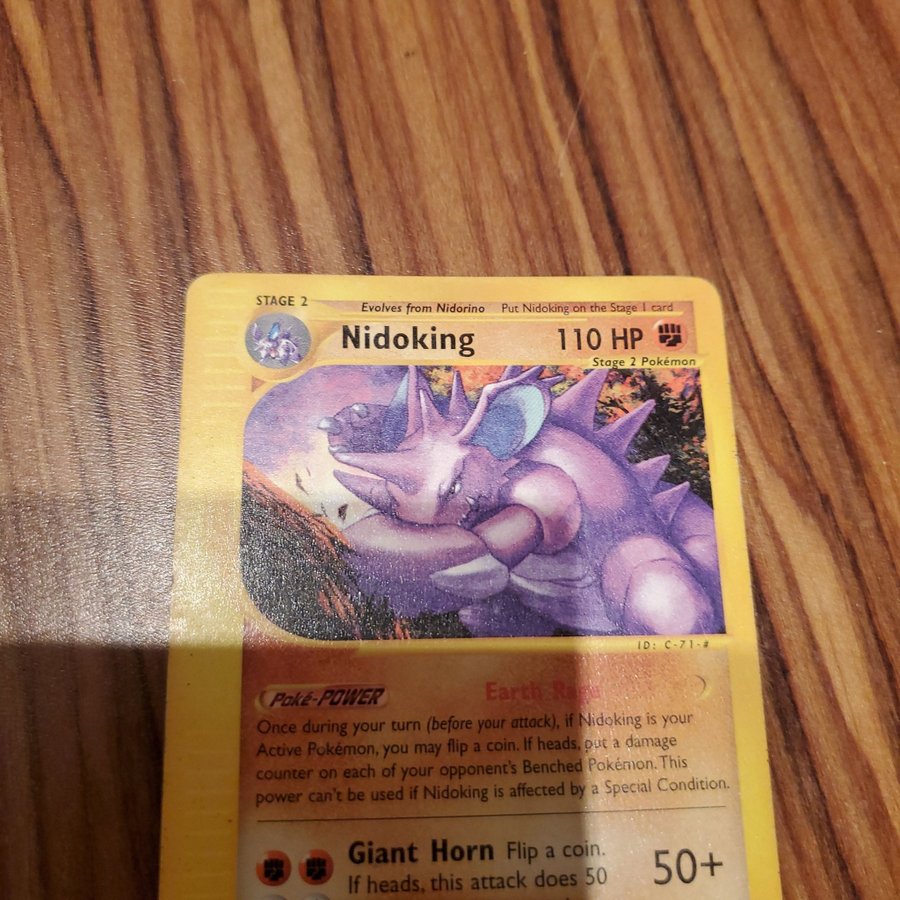 STAGE 2
Evolves from Nidorino Put Nidoking on the Stage 1 card
Nidoking 110 HP
Stage 2 Pokémon
ID: C-71-#
Poké-POWER Earth Rage
Once during your turn (before your attack), if Nidoking is your
Active Pokémon, you may flip a coin. If heads, put a damage
counter on each of your opponent's Benched Pokémon. This
power can't be used if Nidoking is affected by a Special Condition.
Giant Horn Flip a coin. 50+
If heads, this attack does 50